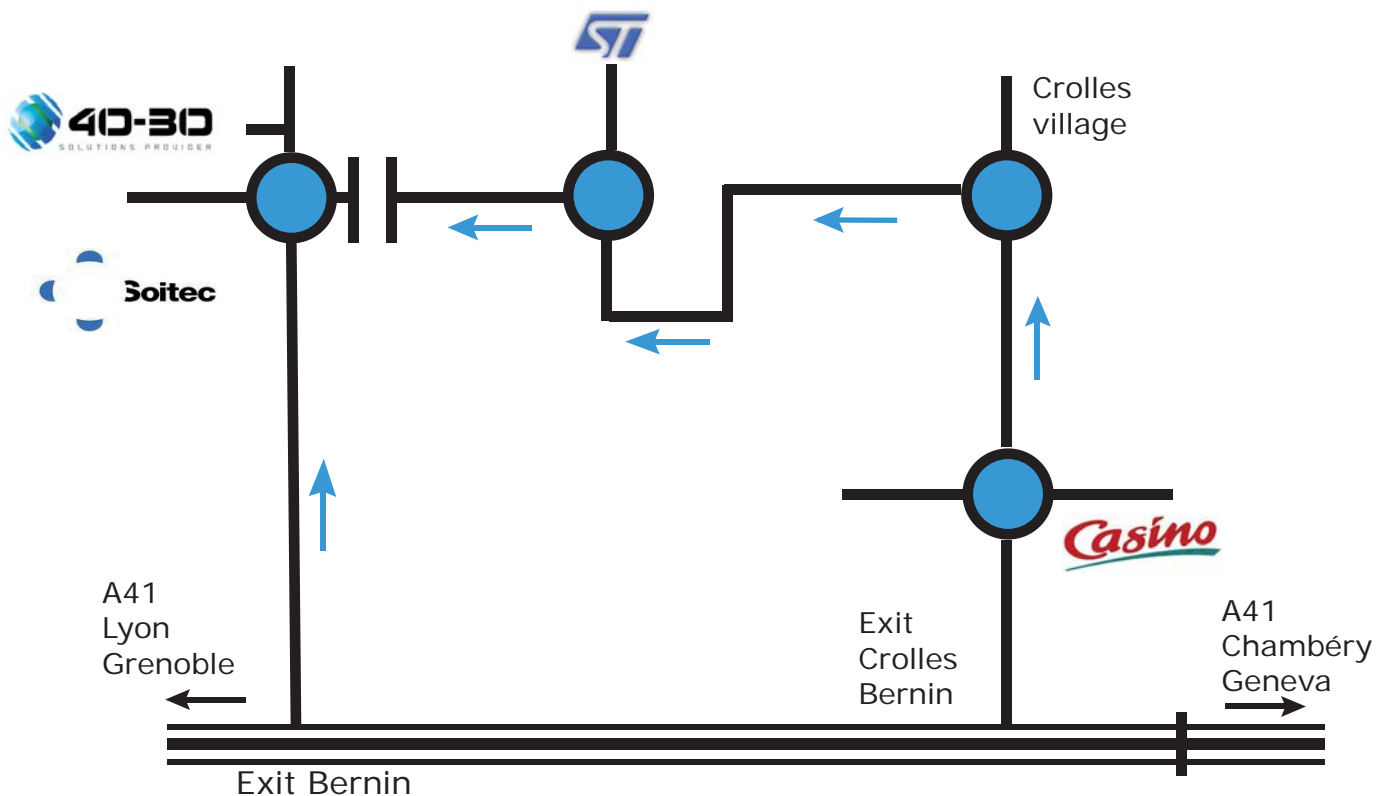 ST
40-30
SOLUTIONS PROVIDER
Crolles
village
Soitec
Casino
A41
Lyon
Grenoble
Exit
Crolles
Bernin
A41
Chambéry
Geneva
Exit Bernin